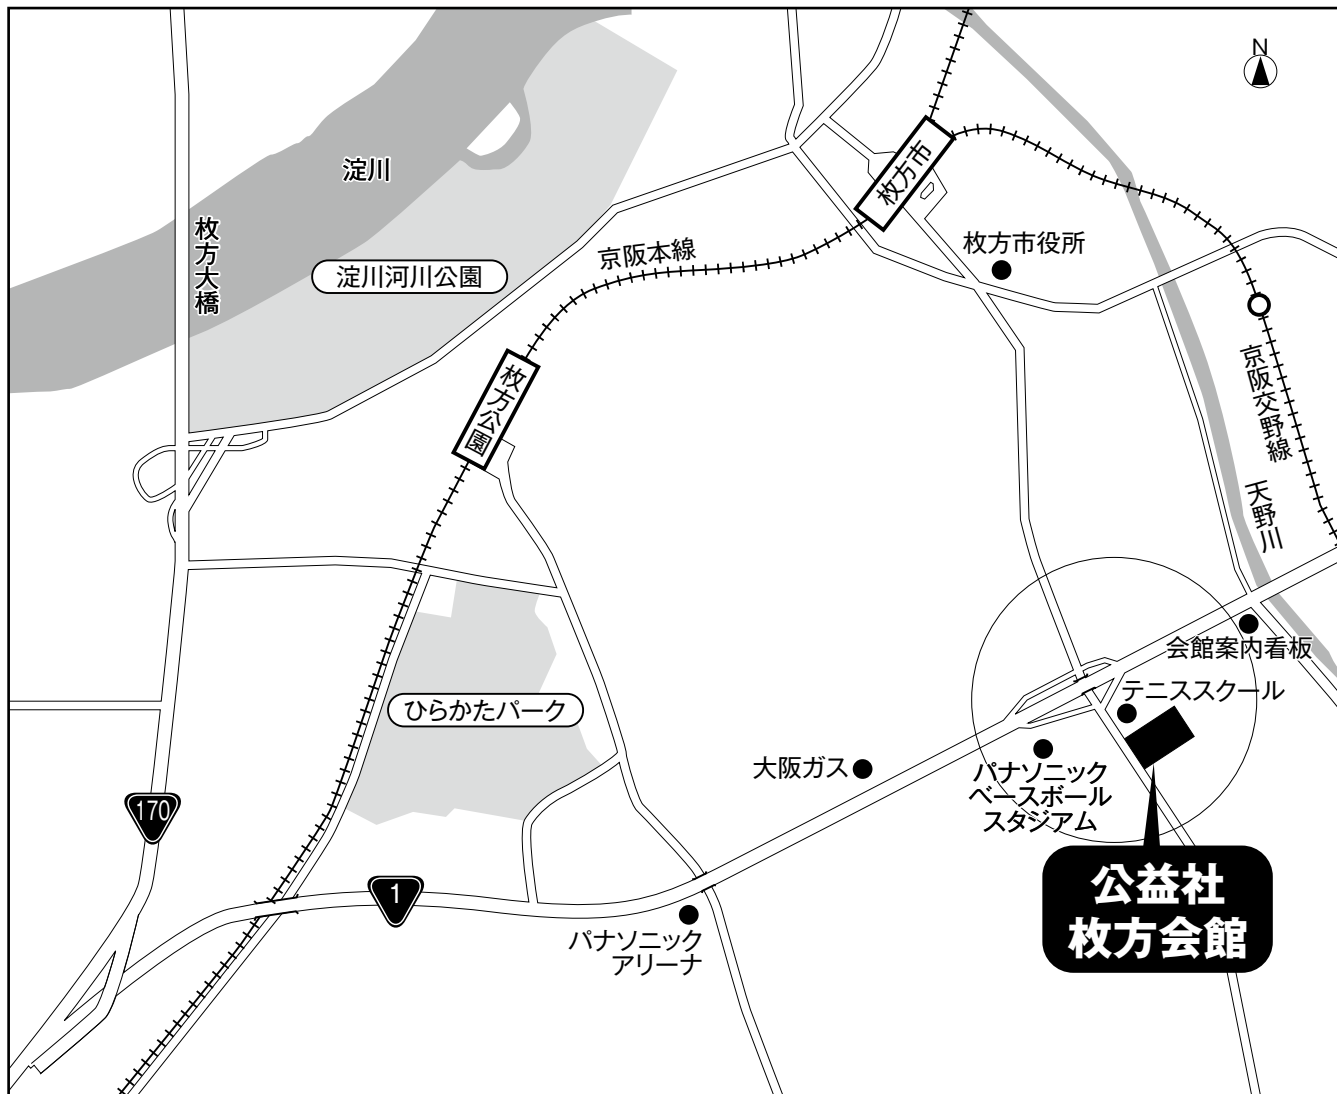 N
淀川
枚方大橋
淀川河川公園
京阪本線
枚方市
枚方市役所
枚方公園
京阪交野線
天野川
会館案内看板
テニススクール
ひらかたパーク
大阪ガス
パナソニック
ベースボール
スタジアム
170
1
公益社
枚方会館
パナソニック
アリーナ